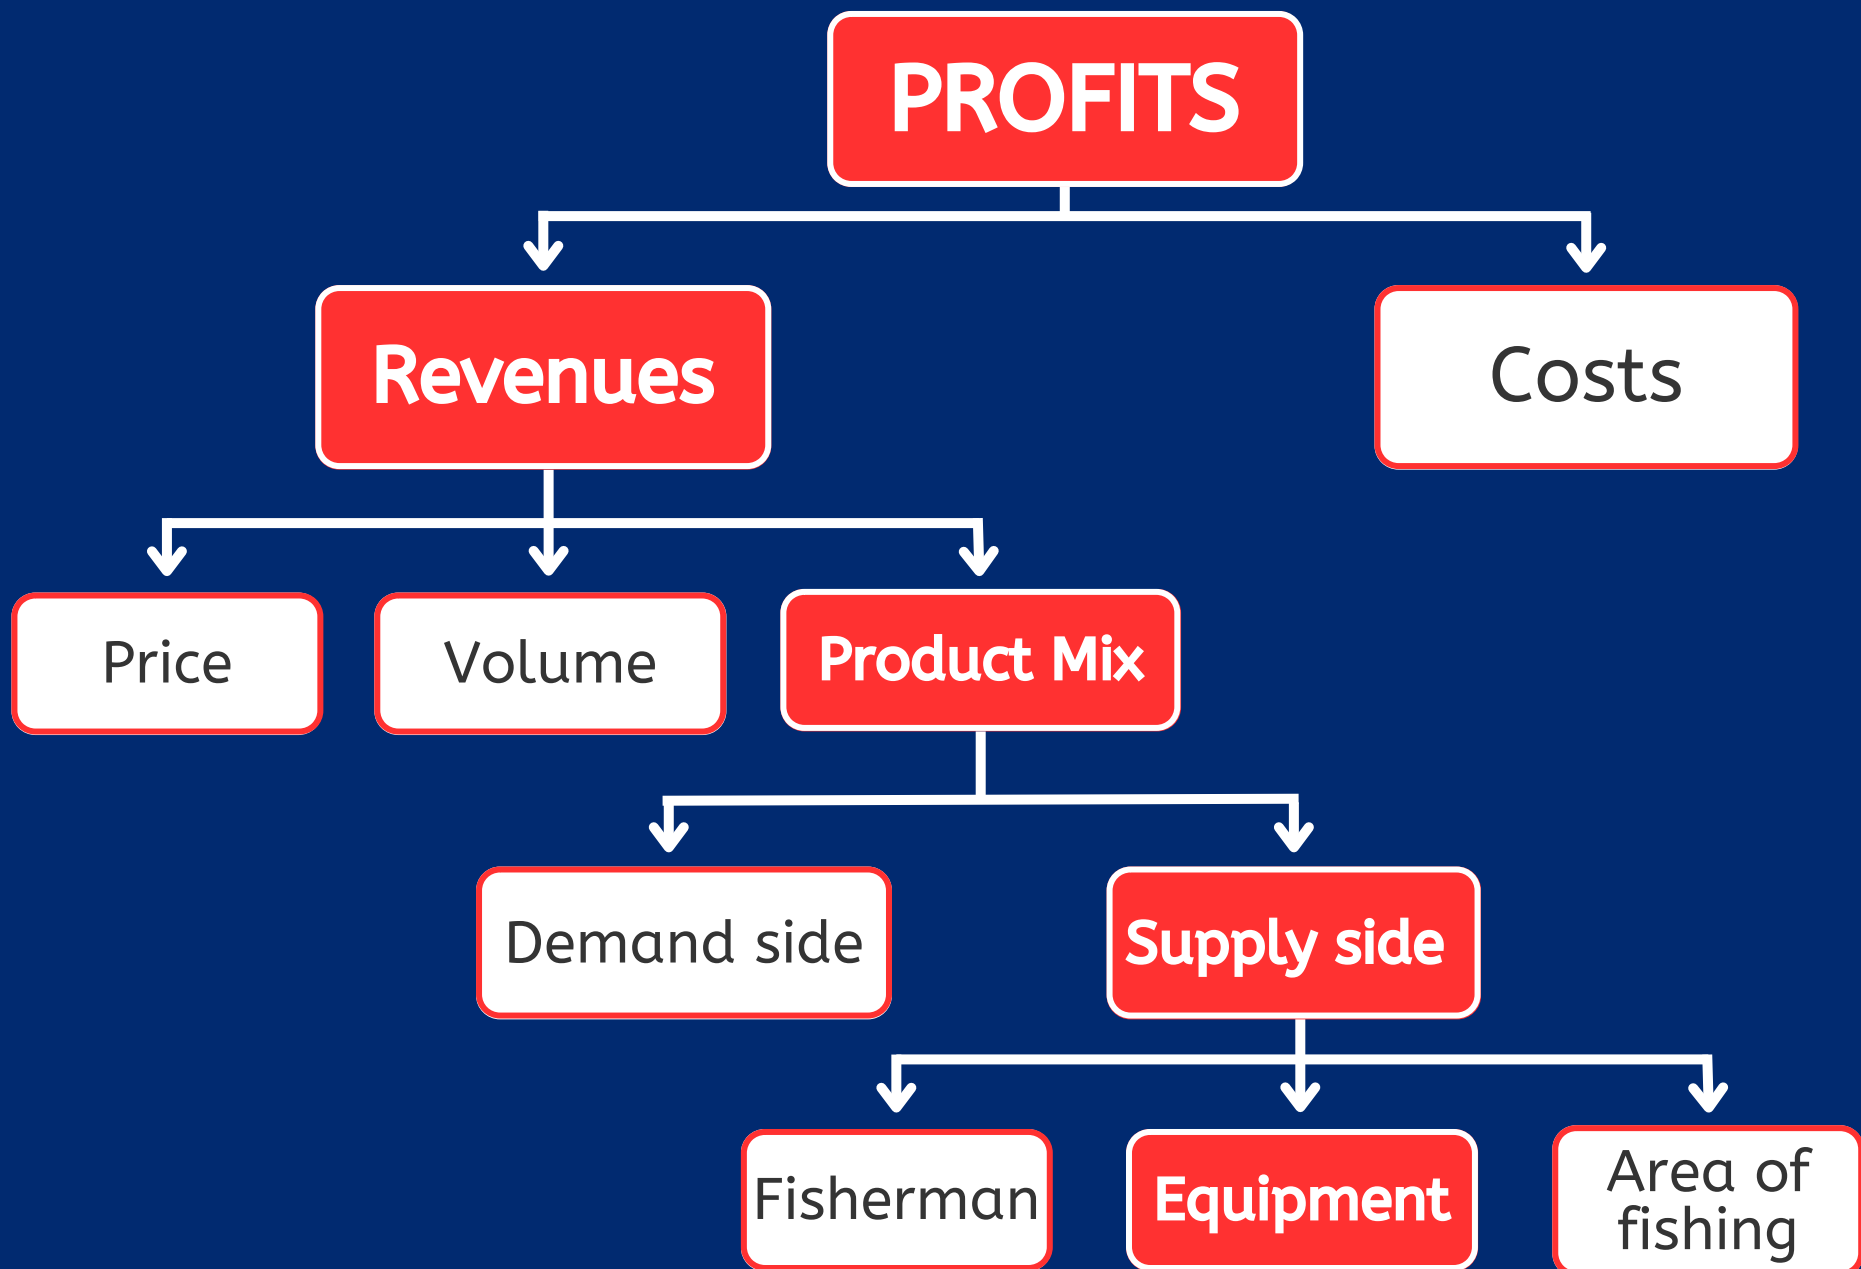 PROFITS
Revenues
Costs
Price
Volume
Product Mix
Demand side
Supply side
Fisherman
Equipment
Area of
fishing